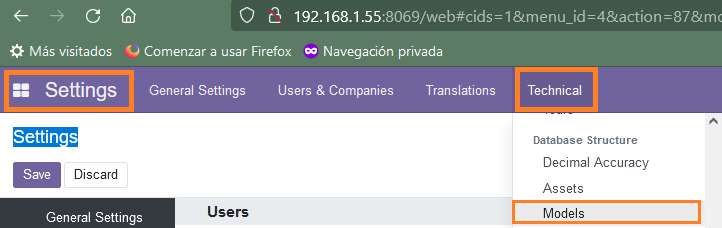 192.168.1.55:8069/web#cids=1&menu_id=4&action=87&mo
Más visitados Comenzar a usar Firefox Navegación privada
Settings General Settings Users & Companies Translations Technical
Settings
Database Structure
Save Discard
Decimal Accuracy
Assets
General Settings Users
Models